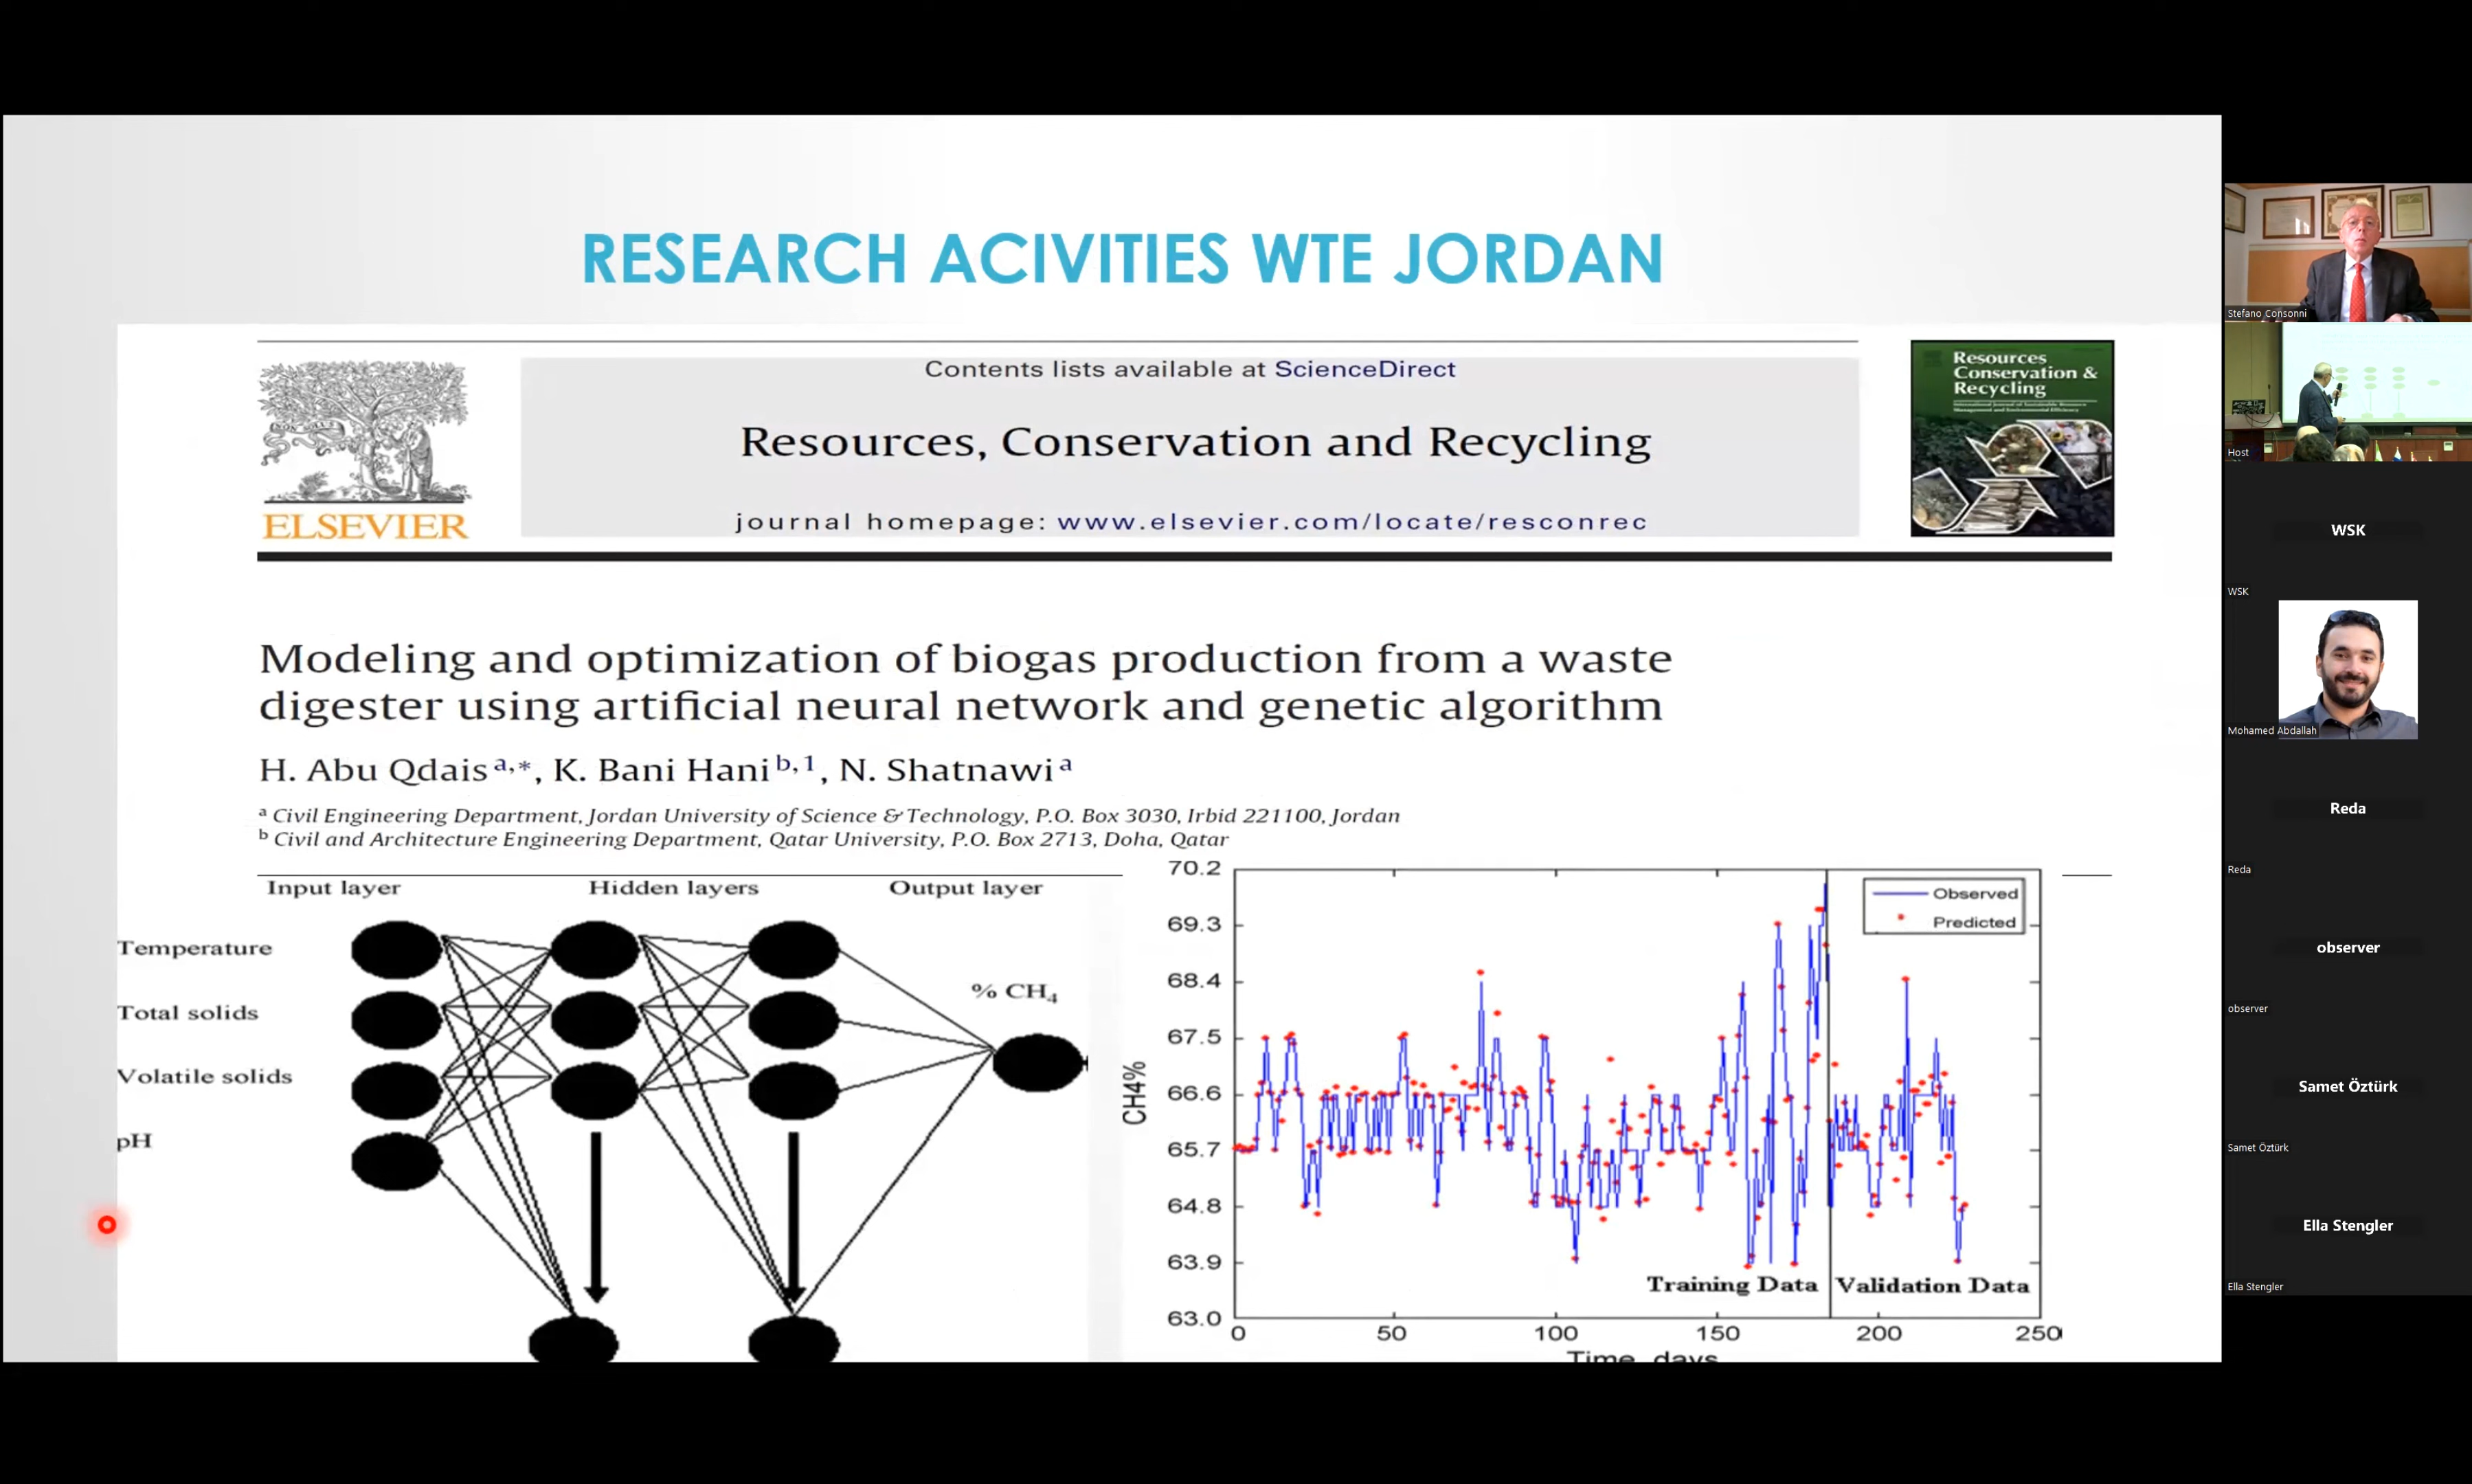 RESEARCH ACIVITIES WTE JORDAN
ELSEVIER
Contents lists available at ScienceDirect
Resources, Conservation and Recycling
journal homepage: www.elsevier.com/locate/resconrec
Resources
Conservation &
Recycling
Modeling and optimization of biogas production from a waste
digester using artificial neural network and genetic algorithm
H. Abu Qdais a,*, K. Bani Hani b,1, N. Shatnawi a
a Civil Engineering Department, Jordan University of Science & Technology, P.O. Box 3030, Irbid 221100, Jordan
b Civil and Architecture Engineering Department, Qatar University, P.O. Box 2713, Doha, Qatar
Input layer
Hidden layers
Output layer
Temperature
Total solids
Volatile solids
pH
% CH4
CH4%
70.2
69.3
68.4
67.5
66.6
65.7
64.8
63.9
63.0
0
50
100
150
200
250
Time, days
Observed
Predicted
Training Data
Validation Data
Stefano Consonni
Host
WSK
WSK
Mohamed Abdallah
Reda
Reda
observer
observer
Samet Öztürk
Samet Öztürk
Ella Stengler
Ella Stengler